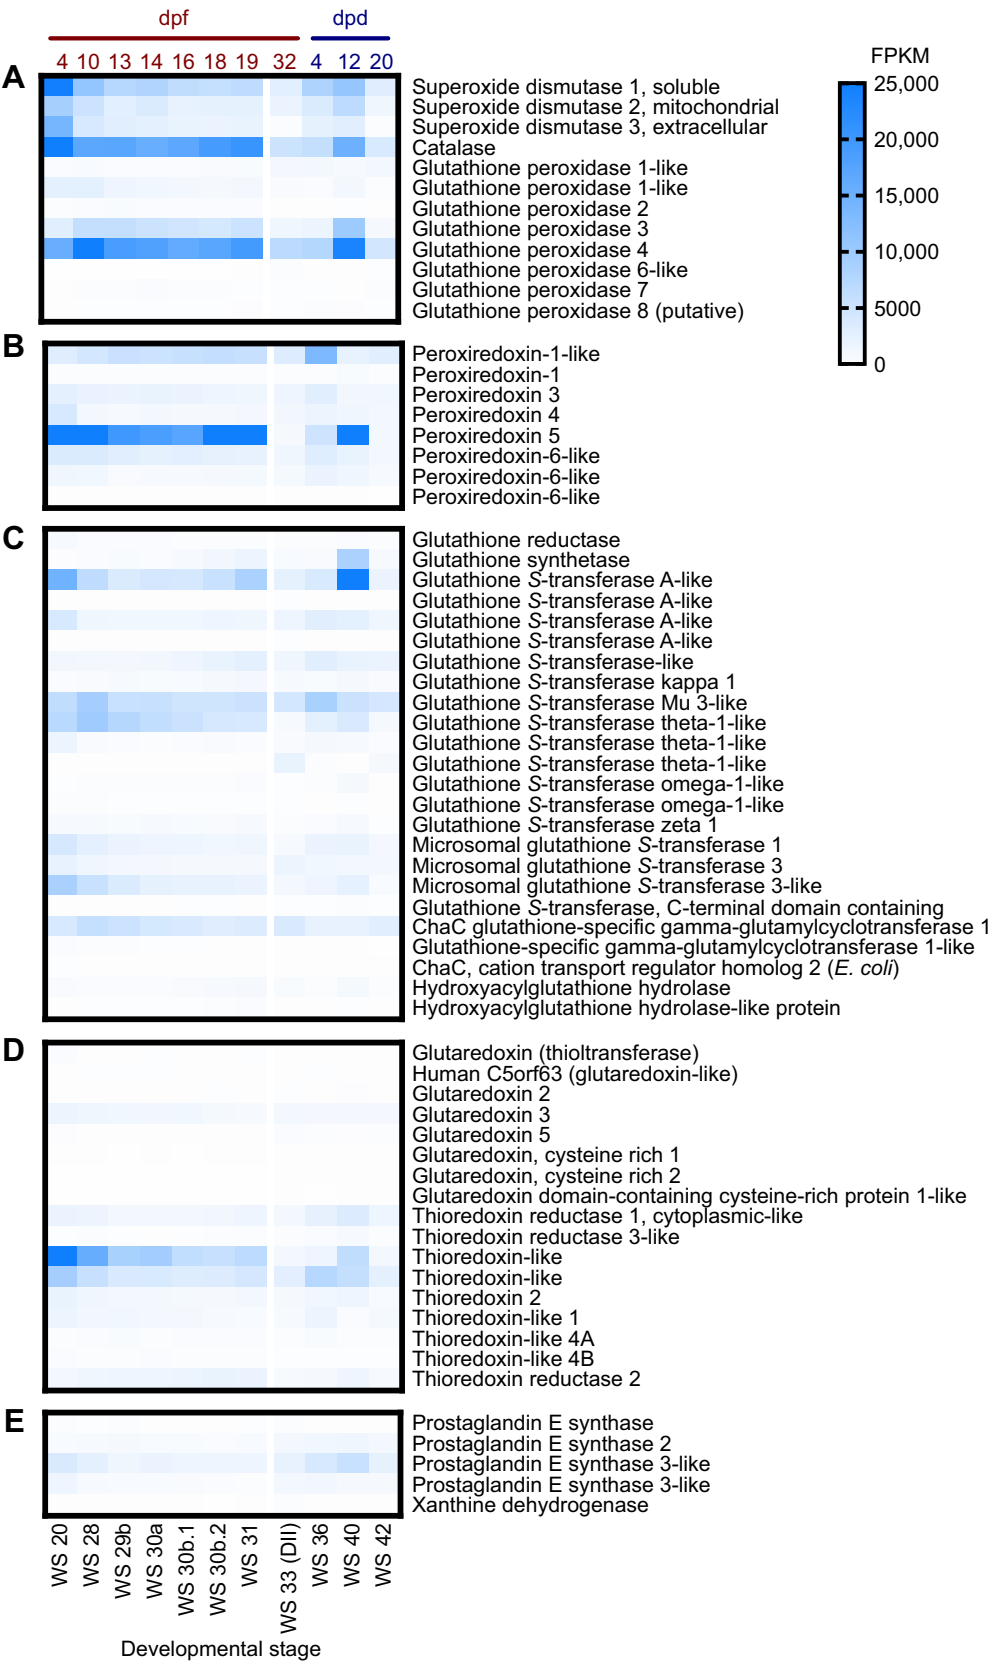 dpf dpd
4 10 13 14 16 18 19 32 4 12 20
FPKM
25,000
20,000
15,000
10,000
5000
0
A
Superoxide dismutase 1, soluble
Superoxide dismutase 2, mitochondrial
Superoxide dismutase 3, extracellular
Catalase
Glutathione peroxidase 1-like
Glutathione peroxidase 1-like
Glutathione peroxidase 2
Glutathione peroxidase 3
Glutathione peroxidase 4
Glutathione peroxidase 6-like
Glutathione peroxidase 7
Glutathione peroxidase 8 (putative)
B
Peroxiredoxin-1-like
Peroxiredoxin-1
Peroxiredoxin 3
Peroxiredoxin 4
Peroxiredoxin 5
Peroxiredoxin-6-like
Peroxiredoxin-6-like
Peroxiredoxin-6-like
C
Glutathione reductase
Glutathione synthetase
Glutathione S-transferase A-like
Glutathione S-transferase A-like
Glutathione S-transferase A-like
Glutathione S-transferase A-like
Glutathione S-transferase-like
Glutathione S-transferase kappa 1
Glutathione S-transferase Mu 3-like
Glutathione S-transferase theta-1-like
Glutathione S-transferase theta-1-like
Glutathione S-transferase theta-1-like
Glutathione S-transferase omega-1-like
Glutathione S-transferase omega-1-like
Glutathione S-transferase zeta 1
Microsomal glutathione S-transferase 1
Microsomal glutathione S-transferase 3
Microsomal glutathione S-transferase 3-like
Glutathione S-transferase, C-terminal domain containing
ChaC glutathione-specific gamma-glutamylcyclotransferase 1
Glutathione-specific gamma-glutamylcyclotransferase 1-like
ChaC, cation transport regulator homolog 2 (E. coli)
Hydroxyacylglutathione hydrolase
Hydroxyacylglutathione hydrolase-like protein
D
Glutaredoxin (thioltransferase)
Human C5orf63 (glutaredoxin-like)
Glutaredoxin 2
Glutaredoxin 3
Glutaredoxin 5
Glutaredoxin, cysteine rich 1
Glutaredoxin, cysteine rich 2
Glutaredoxin domain-containing cysteine-rich protein 1-like
Thioredoxin reductase 1, cytoplasmic-like
Thioredoxin reductase 3-like
Thioredoxin-like
Thioredoxin-like
Thioredoxin 2
Thioredoxin-like 1
Thioredoxin-like 4A
Thioredoxin-like 4B
Thioredoxin reductase 2
E
Prostaglandin E synthase
Prostaglandin E synthase 2
Prostaglandin E synthase 3-like
Prostaglandin E synthase 3-like
Xanthine dehydrogenase
WS 20
WS 28
WS 29b
WS 30a
WS 30b.1
WS 30b.2
WS 31
WS 33 (DII)
WS 36
WS 40
WS 42
Developmental stage